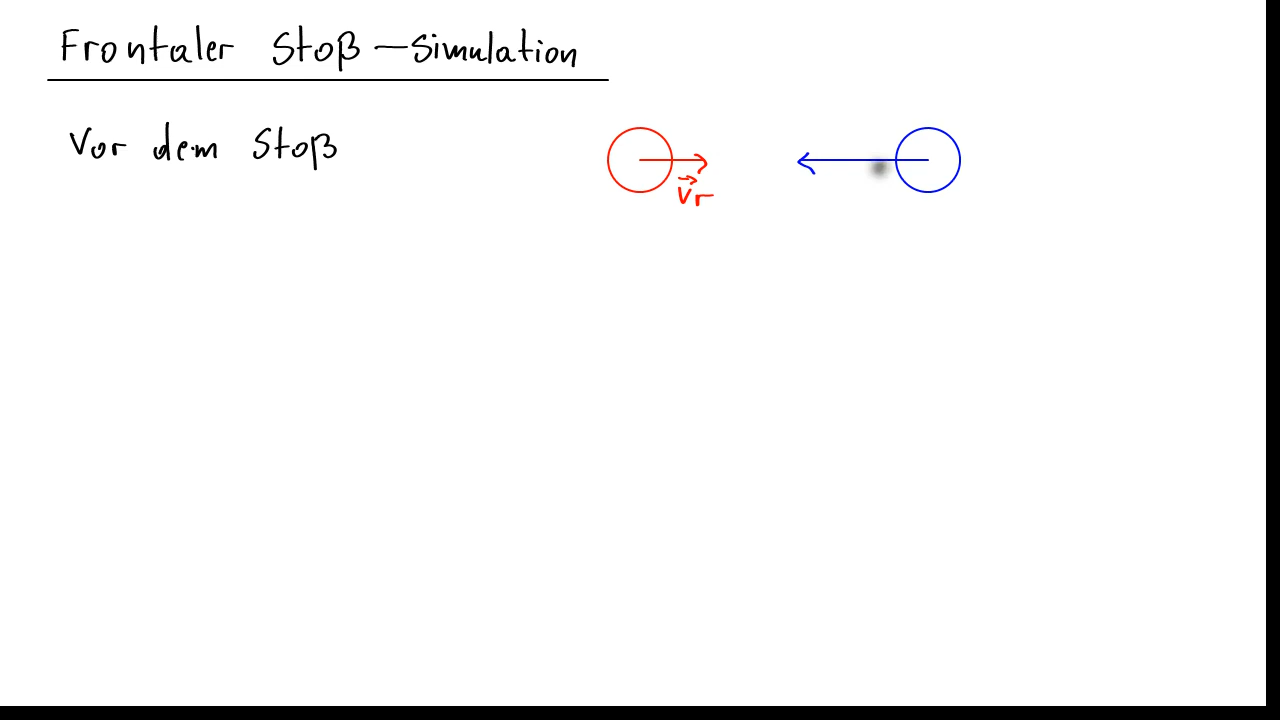 Frontaler Stoß – Simulation
Vor dem Stoß
v⃗r